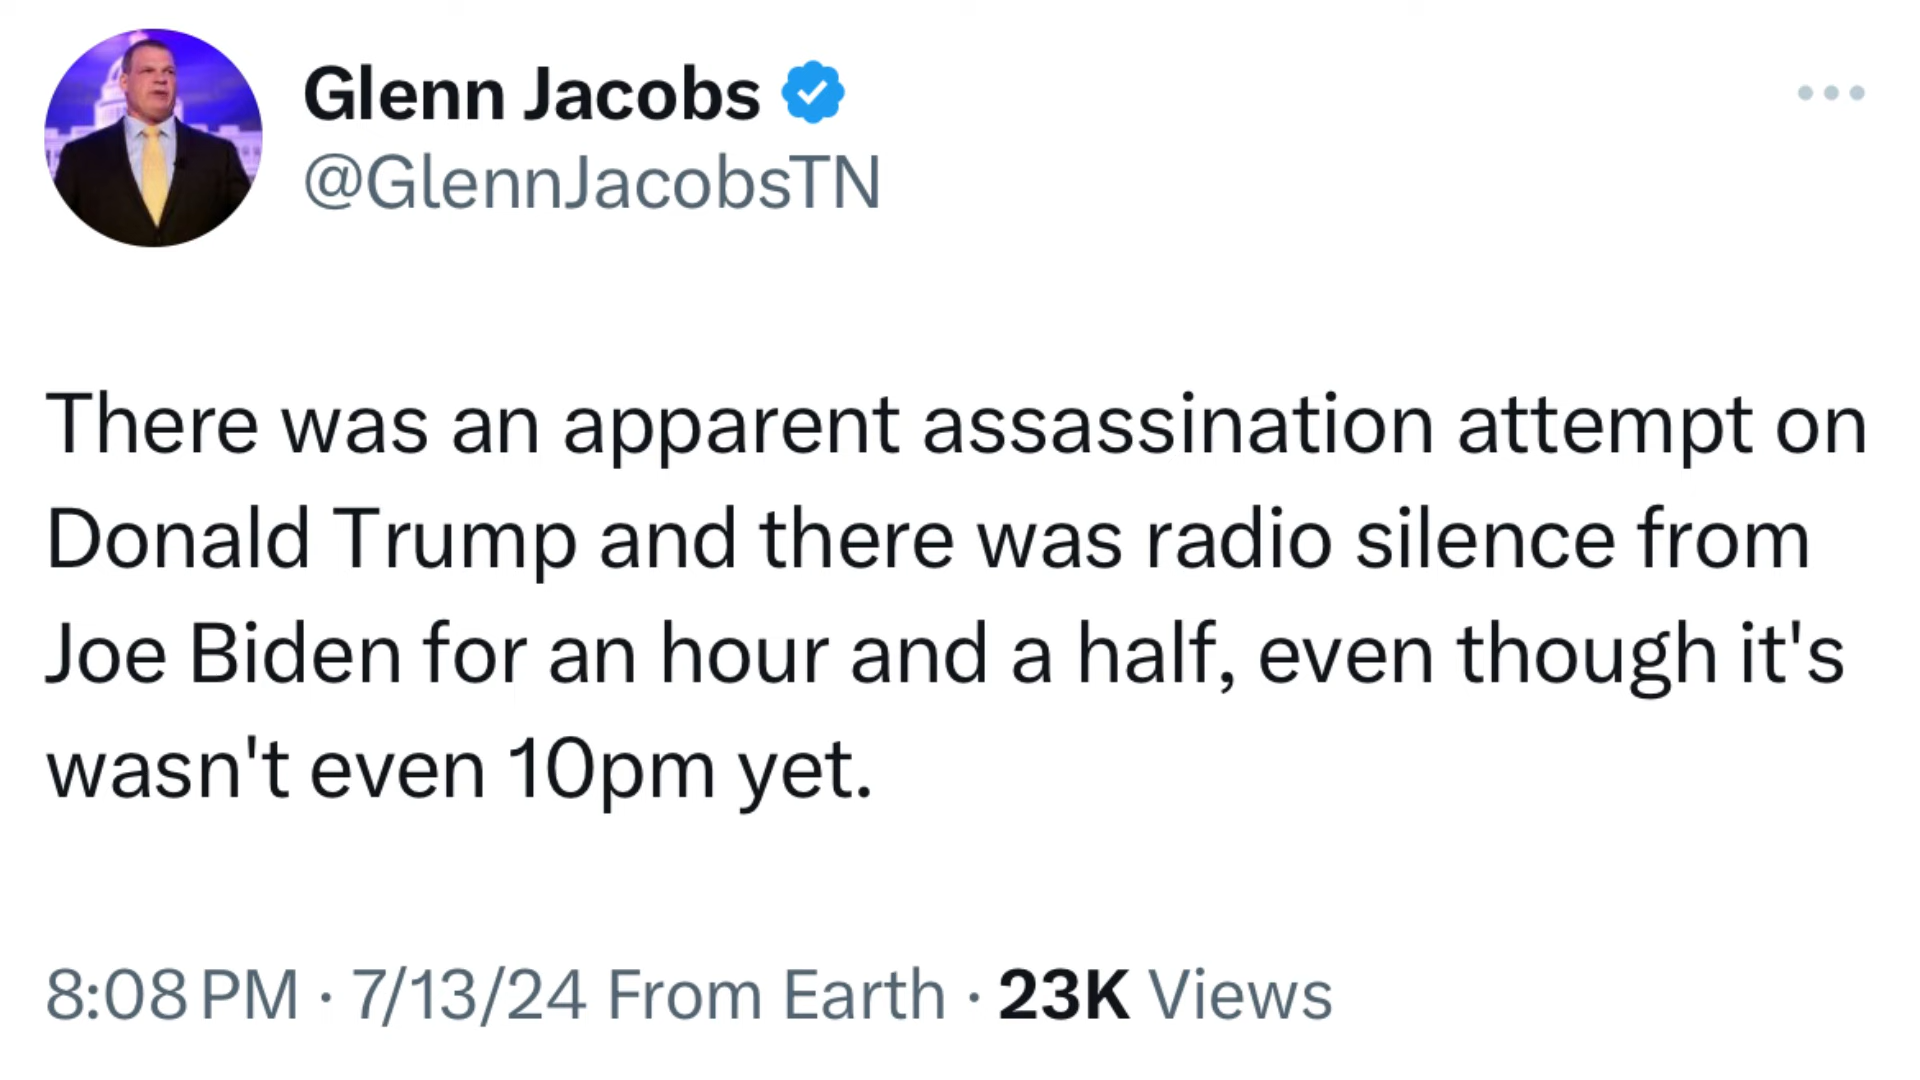 Glenn Jacobs
@GlennJacobsTN
There was an apparent assassination attempt on
Donald Trump and there was radio silence from
Joe Biden for an hour and a half, even though it's
wasn't even 10pm yet.
8:08 PM · 7/13/24 From Earth · 23K Views